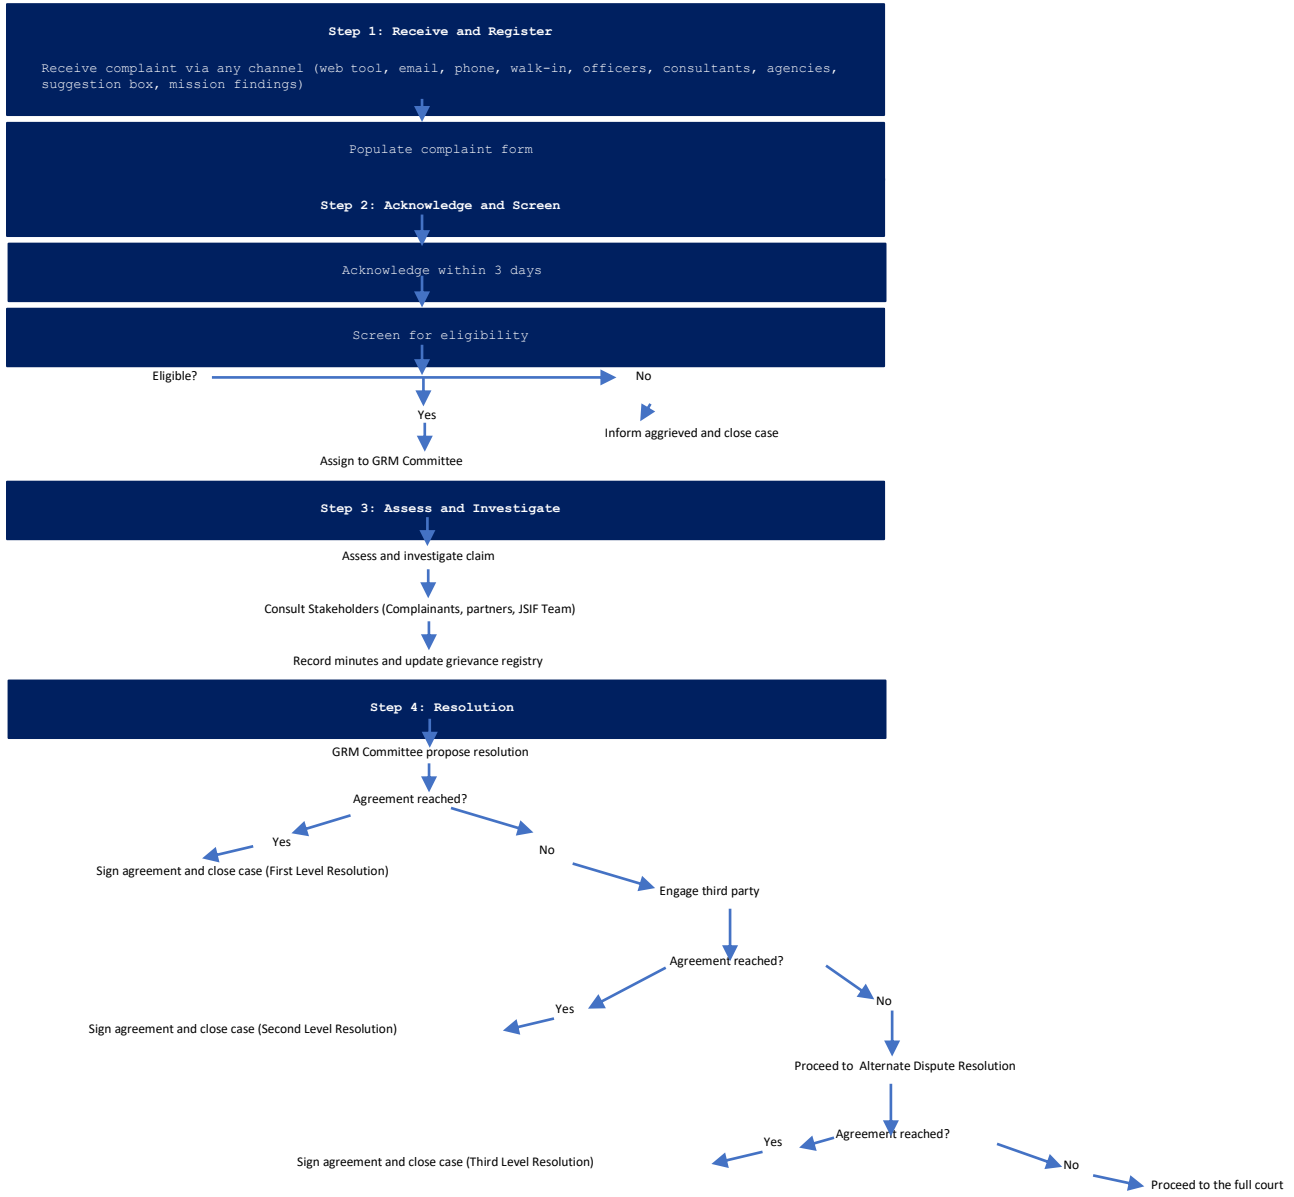 Step 1: Receive and Register
Receive complaint via any channel (web tool, email, phone, walk-in, officers, consultants, agencies,
suggestion box, mission findings)
Populate complaint form
Step 2: Acknowledge and Screen
Acknowledge within 3 days
Screen for eligibility
Eligible?
No
Yes
Inform aggrieved and close case
Assign to GRM Committee
Step 3: Assess and Investigate
Assess and investigate claim
Consult Stakeholders (Complainants, partners, JSIF Team)
Record minutes and update grievance registry
Step 4: Resolution
GRM Committee propose resolution
Agreement reached?
Yes
No
Sign agreement and close case (First Level Resolution)
Engage third party
Agreement reached?
Yes
No
Sign agreement and close case (Second Level Resolution)
Proceed to  Alternate Dispute Resolution
Agreement reached?
Yes
Sign agreement and close case (Third Level Resolution)
No
Proceed to the full court